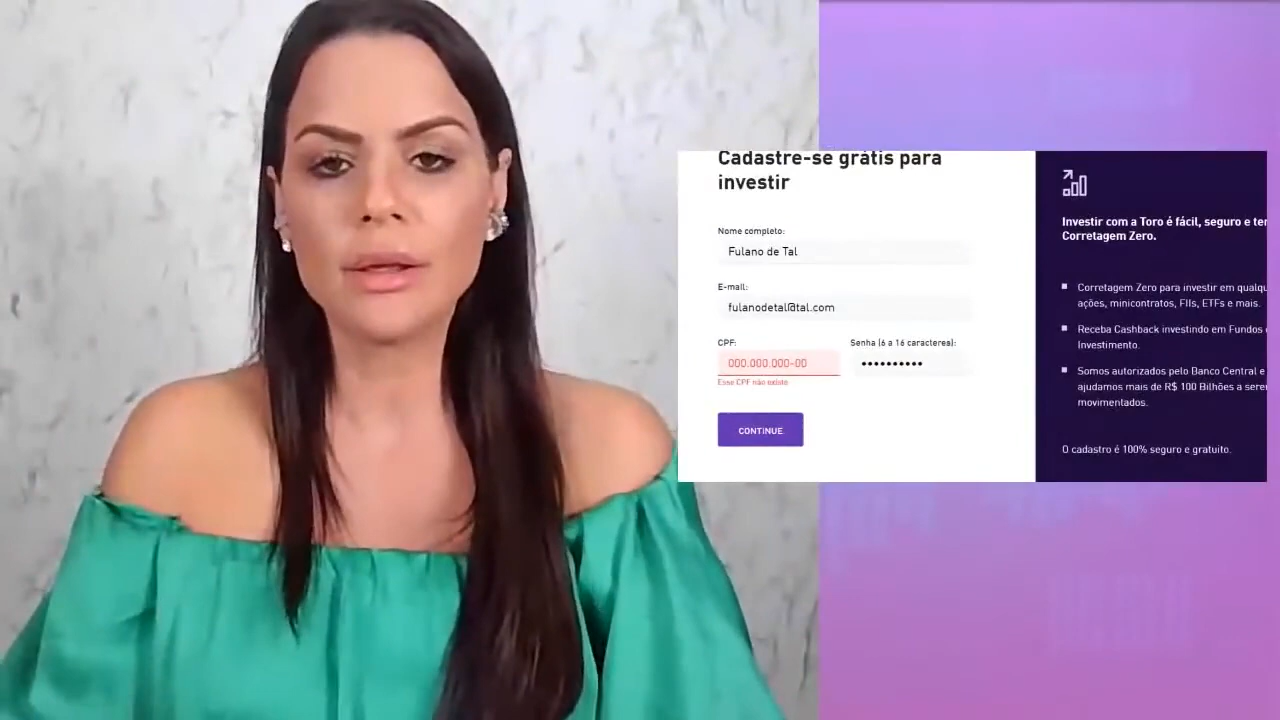 Cadastre-se grátis para
investir
Nome completo:
Fulano de Tal
E-mail:
fulanodetal@tal.com
CPF:
000.000.000-00
Esse CPF não existe
Senha (6 a 16 caracteres):
CONTINUE
Investir com a Toro é fácil, seguro e
Corretagem Zero.
Corretagem Zero para investir em
ações, minicontratos, FIIs, ETFs e mais.
Receba Cashback investindo em Fundos
Investimento.
Somos autorizados pelo Banco Central e
ajudamos mais de R$ 100 Bilhões a
movimentados.
O cadastro é 100% seguro e gratuito.